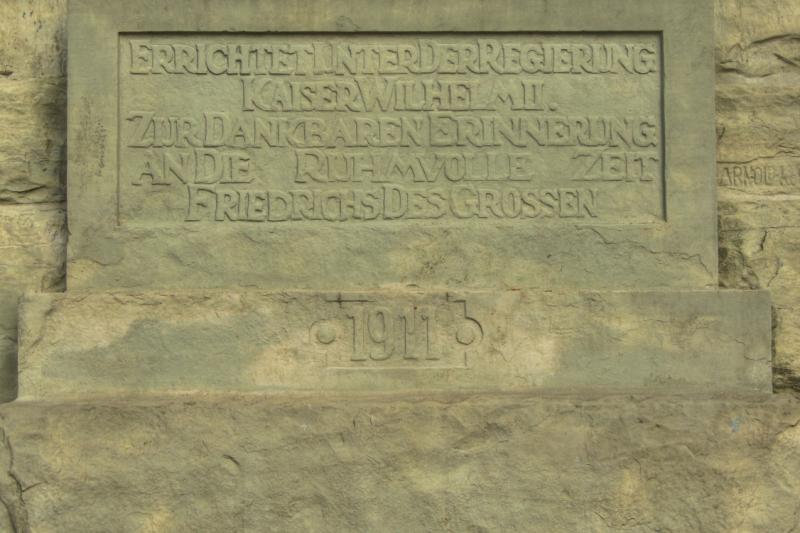 ERRICHTET UNTER DER REGIERUNG
KAISER WILHELM II.
ZUR DANKBAREN ERINNERUNG
AN DIE RUHMVOLLE ZEIT
FRIEDRICHS DES GROSSEN
1911